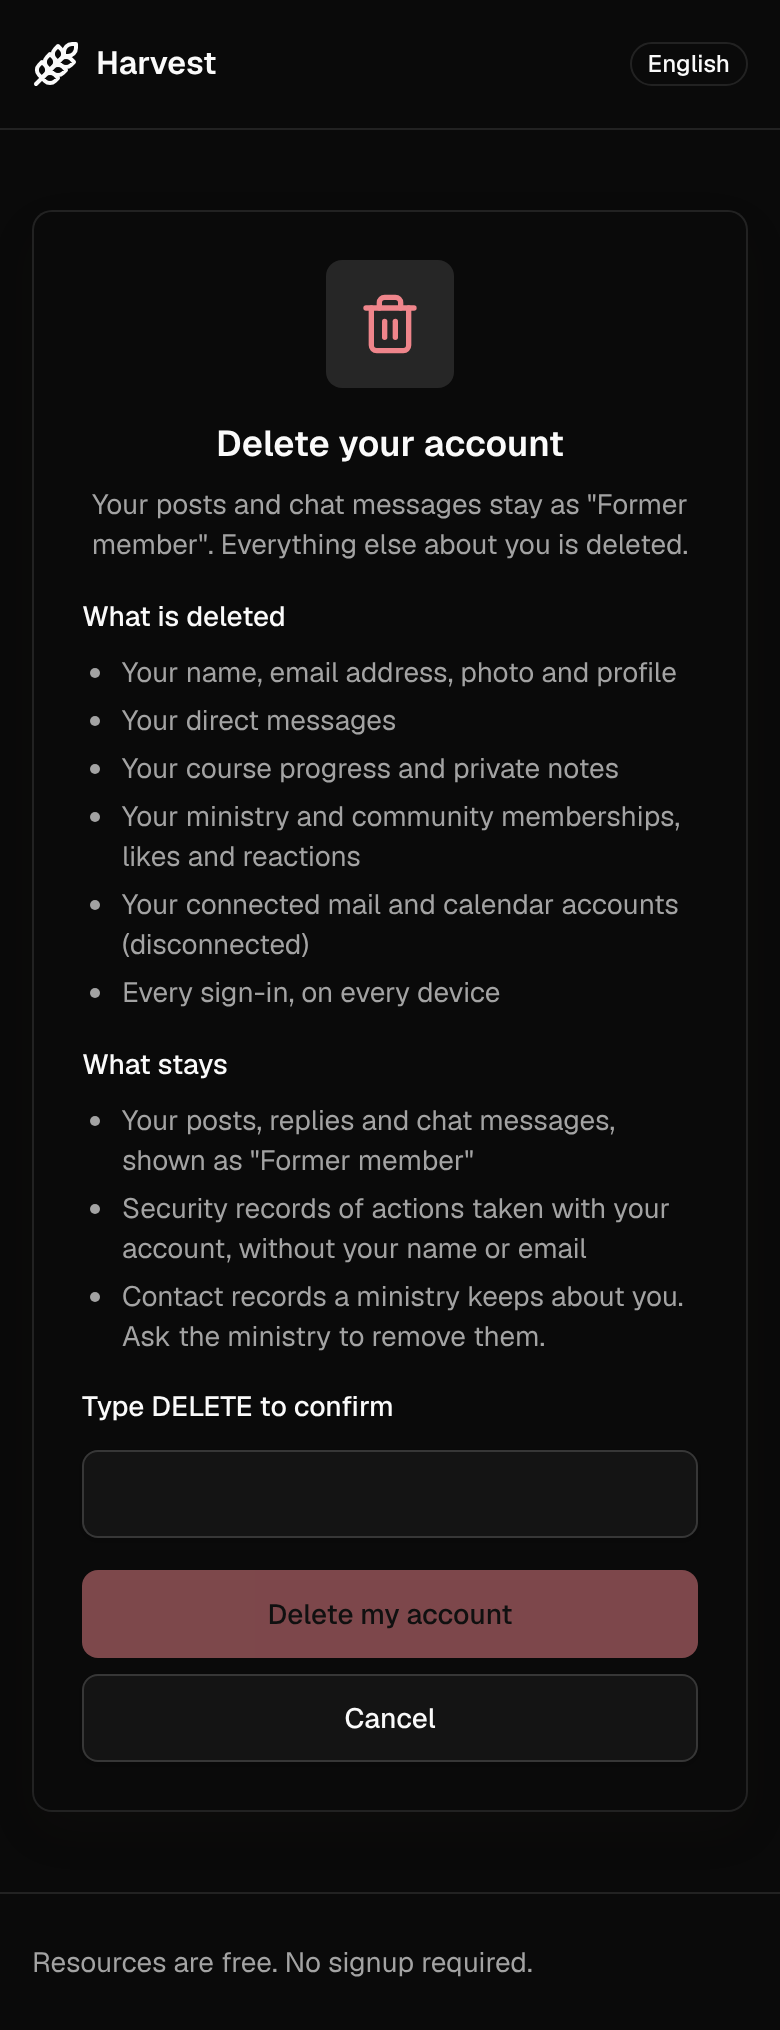 Harvest
English
Delete your account
Your posts and chat messages stay as "Former
member". Everything else about you is deleted.
What is deleted
Your name, email address, photo and profile
Your direct messages
Your course progress and private notes
Your ministry and community memberships,
likes and reactions
Your connected mail and calendar accounts
(disconnected)
Every sign-in, on every device
What stays
Your posts, replies and chat messages,
shown as "Former member"
Security records of actions taken with your
account, without your name or email
Contact records a ministry keeps about you.
Ask the ministry to remove them.
Type DELETE to confirm
Delete my account
Cancel
Resources are free. No signup required.